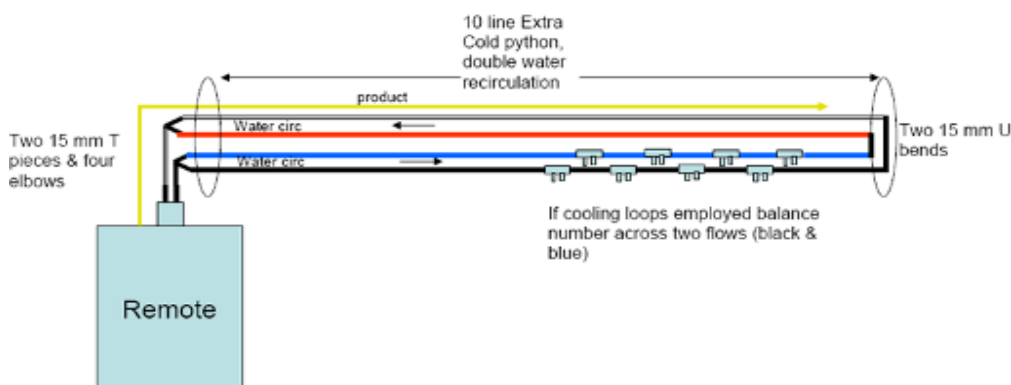 10 line Extra
Cold python,
double water
recirculation
product
Water circ
Two 15 mm T
pieces & four
elbows
Two 15 mm U
bends
Water circ
If cooling loops employed balance
number across two flows (black &
blue)
Remote